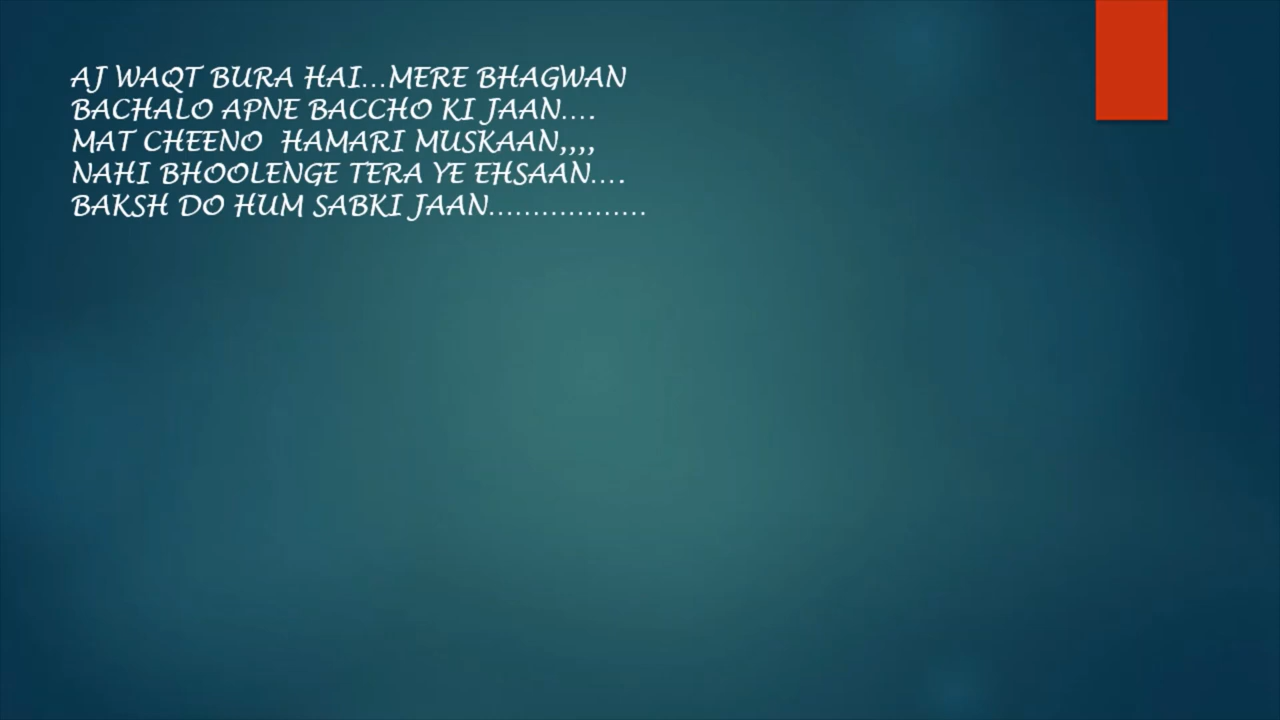 AJ WAQT BURA HAI...MERE BHAGWAN
BACHALO APNE BACCHO KI JAAN....
MAT CHEENO  HAMARI MUSKAAN,,,,
NAHI BHOOLENGE TERA YE EHSAAN....
BAKSH DO HUM SABKI JAAN..................